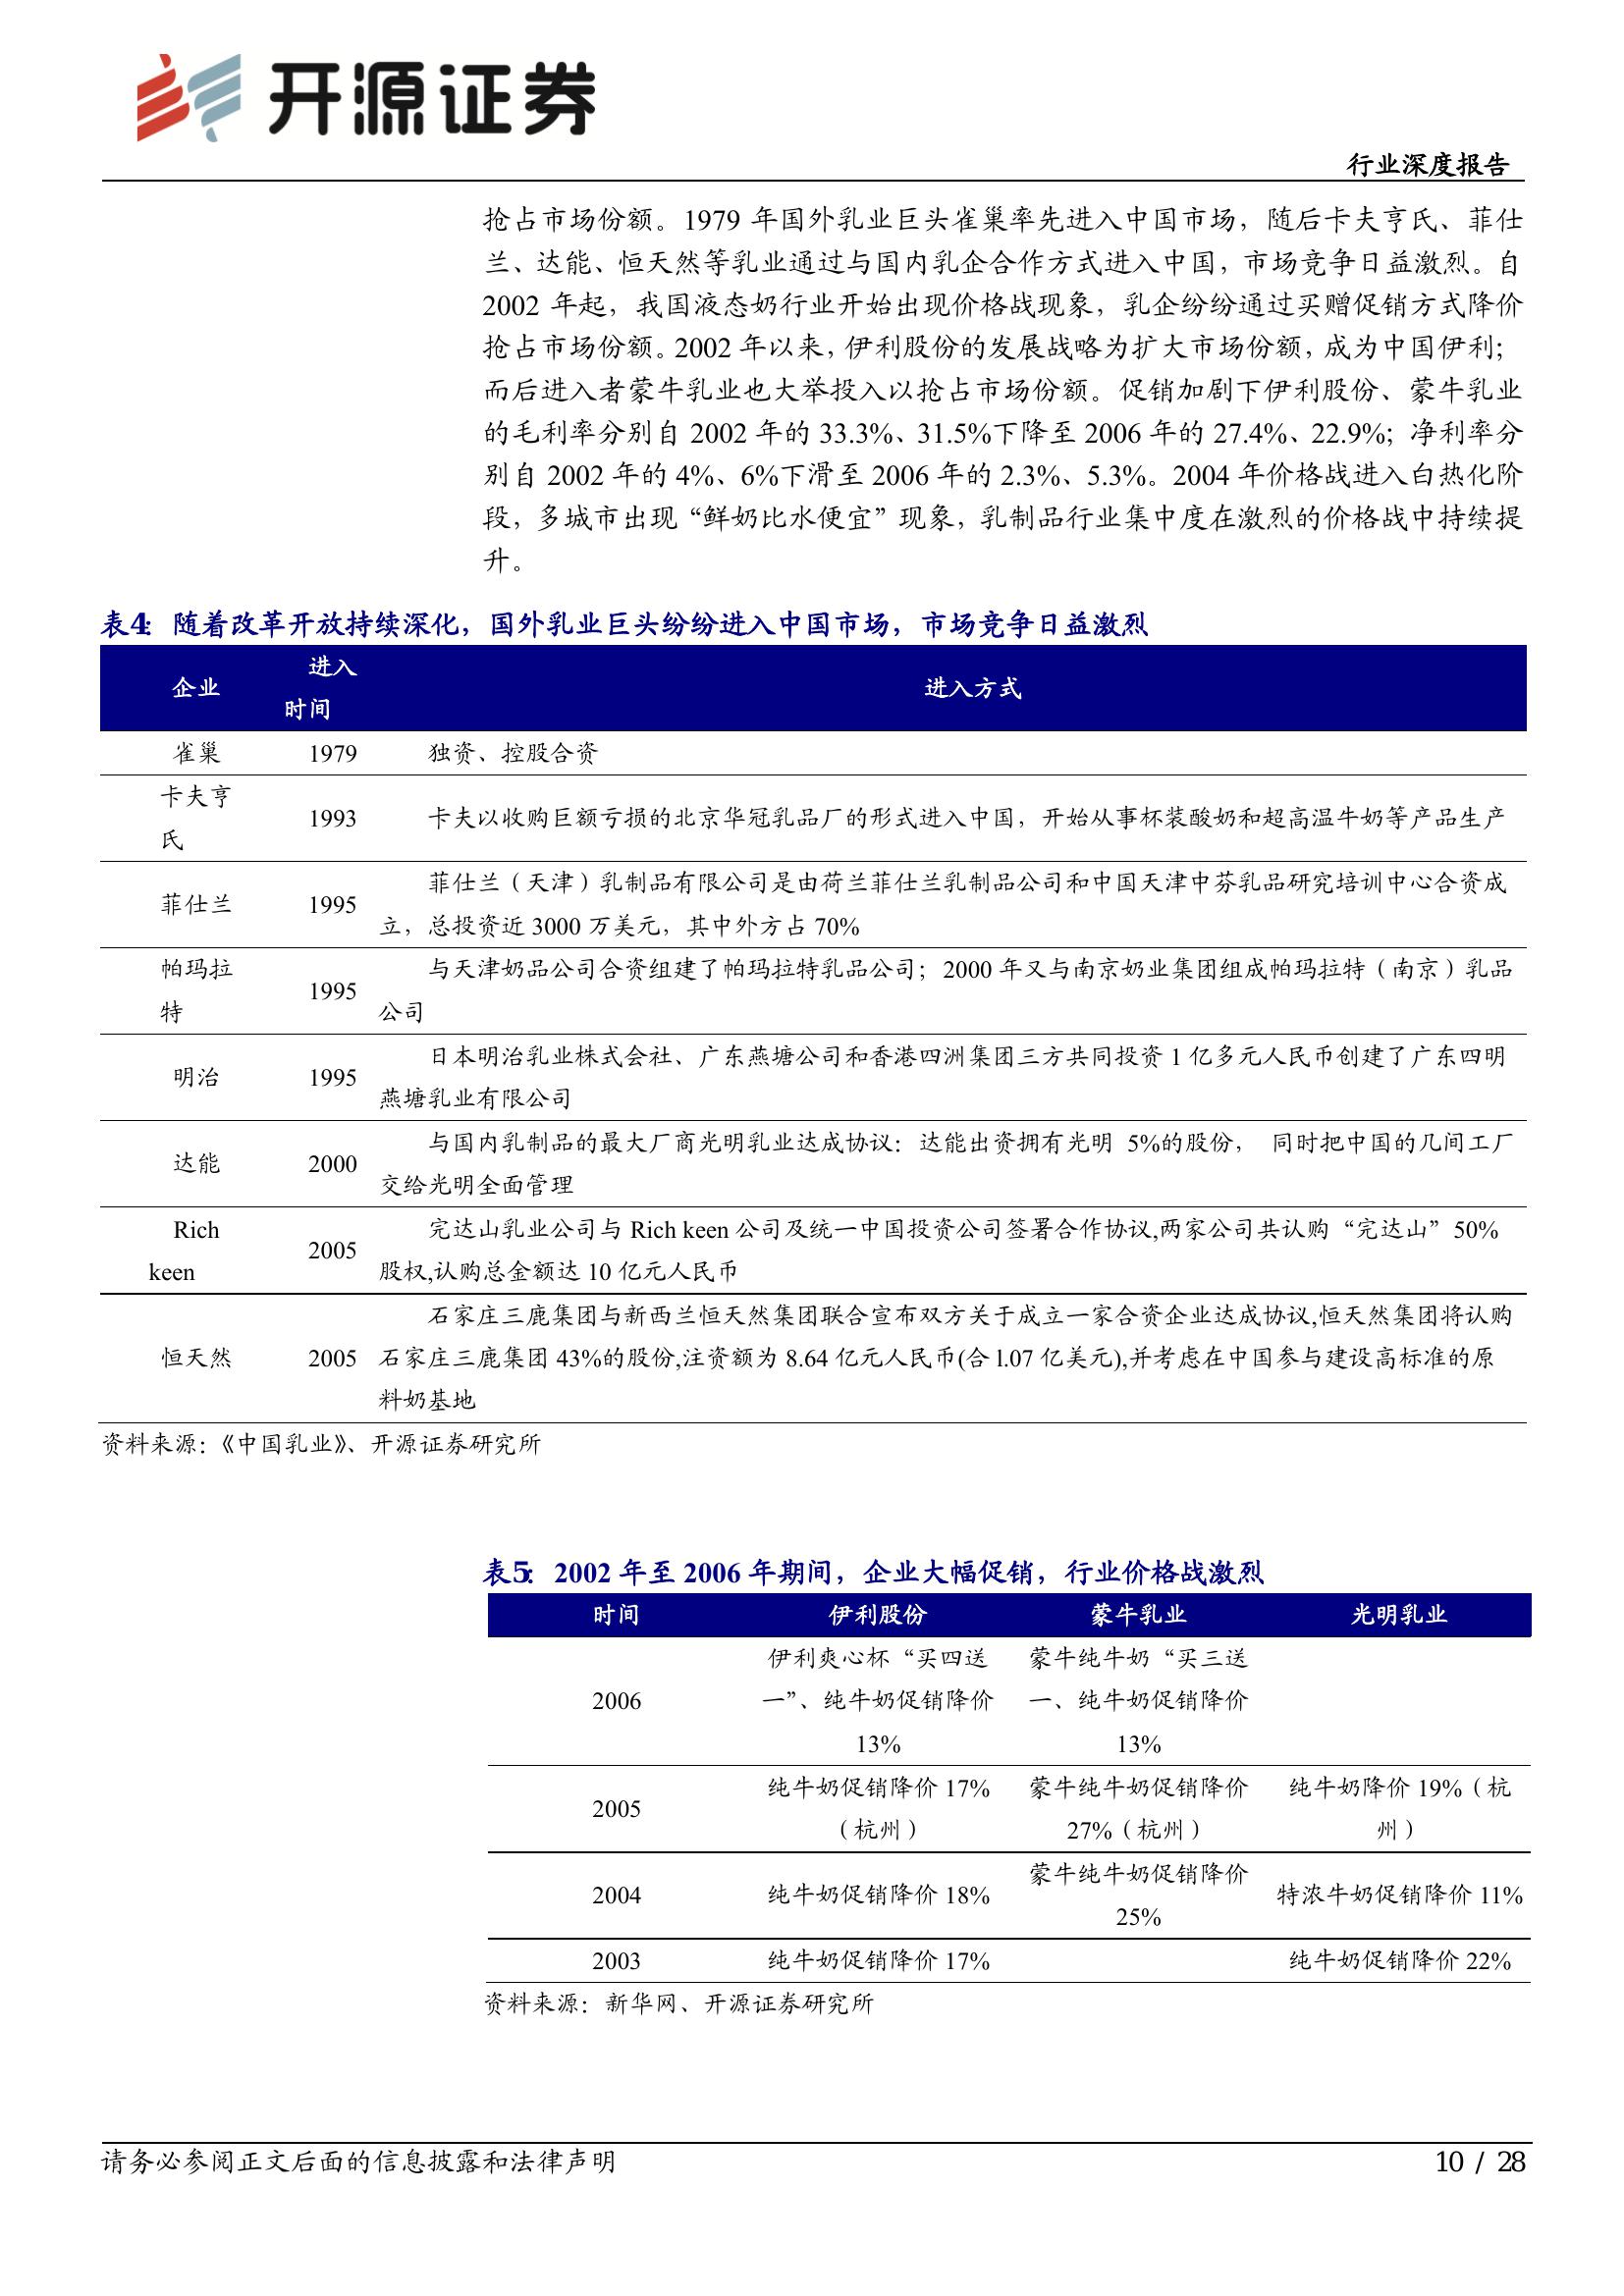 开源证券
行业深度报告
抢占市场份额。1979 年国外乳业巨头雀巢率先进入中国市场，随后卡夫亨氏、菲仕
兰、达能、恒天然等乳业通过与国内乳企合作方式进入中国，市场竞争日益激烈。自
2002 年起，我国液态奶行业开始出现价格战现象，乳企纷纷通过买赠促销方式降价
抢占市场份额。2002 年以来，伊利股份的发展战略为扩大市场份额，成为中国伊利；
而后进入者蒙牛乳业也大举投入以抢占市场份额。促销加剧下伊利股份、蒙牛乳业
的毛利率分别自 2002 年的 33.3%、31.5%下降至 2006 年的 27.4%、22.9%；净利率分
别自 2002 年的 4%、6%下滑至 2006 年的 2.3%、5.3%。2004 年价格战进入白热化阶
段，多城市出现“鲜奶比水便宜”现象，乳制品行业集中度在激烈的价格战中持续提
升。
表4：随着改革开放持续深化，国外乳业巨头纷纷进入中国市场，市场竞争日益激烈
企业
进入
时间
进入方式
雀巢 1979 独资、控股合资
卡夫亨
氏
1993 卡夫以收购巨额亏损的北京华冠乳品厂的形式进入中国，开始从事杯装酸奶和超高温牛奶等产品生产
菲仕兰 1995
菲仕兰（天津）乳制品有限公司是由荷兰菲仕兰乳制品公司和中国天津中芬乳品研究培训中心合资成
立，总投资近 3000 万美元，其中外方占 70%
帕玛拉
特
1995
与天津奶品公司合资组建了帕玛拉特乳品公司；2000 年又与南京奶业集团组成帕玛拉特（南京）乳品
公司
明治 1995
日本明治乳业株式会社、广东燕塘公司和香港四洲集团三方共同投资 1 亿多元人民币创建了广东四明
燕塘乳业有限公司
达能 2000
与国内乳制品的最大厂商光明乳业达成协议：达能出资拥有光明 5%的股份， 同时把中国的几间工厂
交给光明全面管理
Rich
keen
2005
完达山乳业公司与 Rich keen 公司及统一中国投资公司签署合作协议,两家公司共认购“完达山”50%
股权,认购总金额达 10 亿元人民币
恒天然 2005
石家庄三鹿集团与新西兰恒天然集团联合宣布双方关于成立一家合资企业达成协议,恒天然集团将认购
石家庄三鹿集团 43%的股份,注资额为 8.64 亿元人民币(合 l.07 亿美元),并考虑在中国参与建设高标准的原
料奶基地
资料来源：《中国乳业》、开源证券研究所
表5：2002 年至 2006 年期间，企业大幅促销，行业价格战激烈
时间 伊利股份 蒙牛乳业 光明乳业
2006
伊利爽心杯“买四送
一”、纯牛奶促销降价
13%
蒙牛纯牛奶“买三送
一、纯牛奶促销降价
13%
2005
纯牛奶促销降价 17%
（杭州）
蒙牛纯牛奶促销降价
27%（杭州）
纯牛奶降价 19%（杭
州）
2004
纯牛奶促销降价 18%
蒙牛纯牛奶促销降价
25%
特浓牛奶促销降价 11%
2003 纯牛奶促销降价 17% 纯牛奶促销降价 22%
资料来源：新华网、开源证券研究所
请务必参阅正文后面的信息披露和法律声明
10 / 28